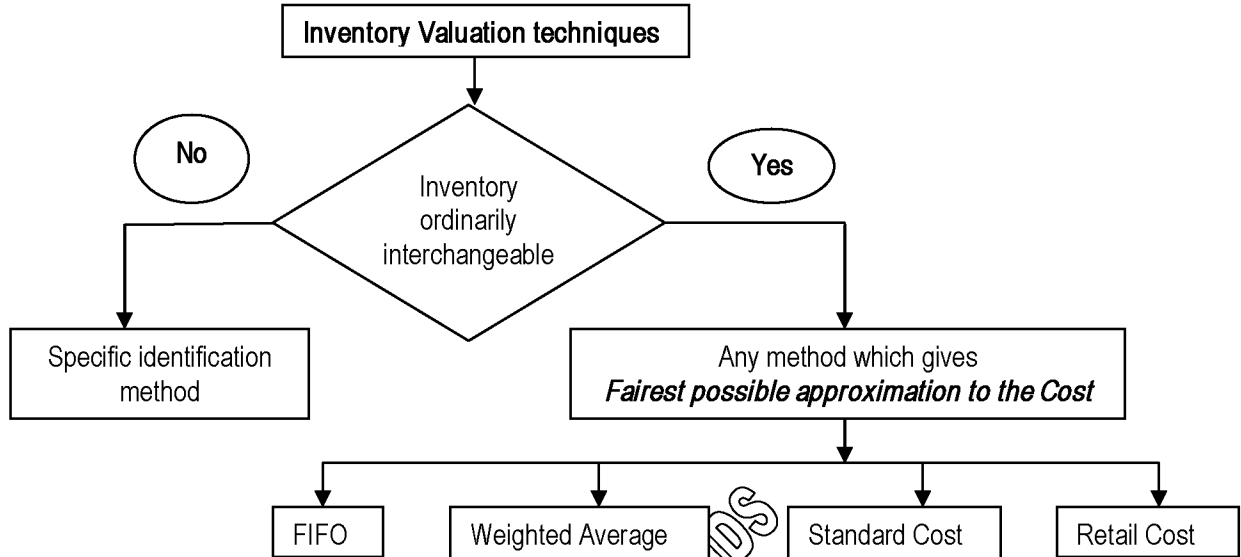 Inventory Valuation techniques
No
Yes
Inventory
ordinarily
interchangeable
Specific identification
method
Any method which gives
Fairest possible approximation to the Cost
FIFO
Weighted Average
Standard Cost
Retail Cost